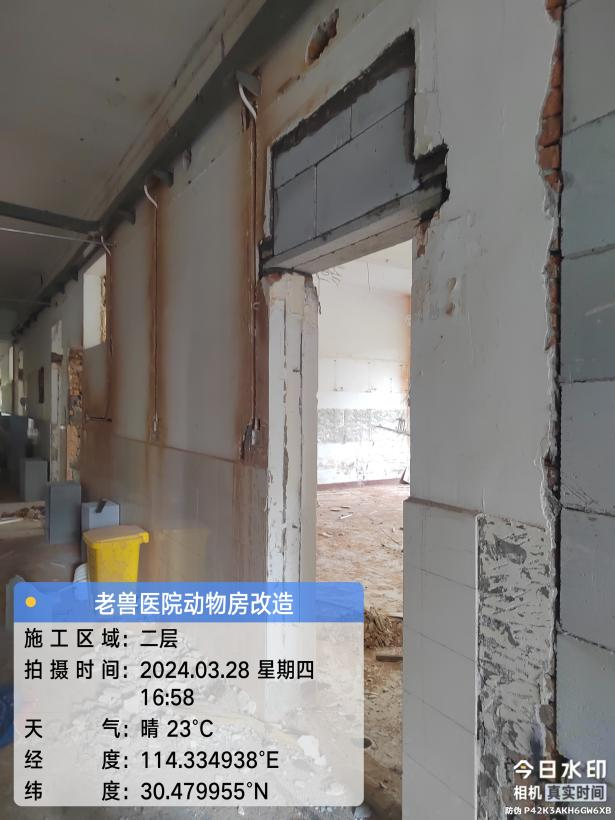 老兽医院动物房改造
施工区域：二层
拍摄时间：2024.03.28 星期四
16:58
天气：晴 23°C
经度：114.334938°E
纬度：30.479955°N
今日水印
相机 真实时间
防伪 P42K3AKH6GW6XB